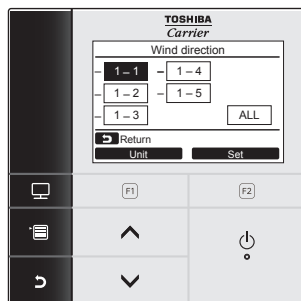 TOSHIBA
Carrier
Wind direction
1 – 1 1 – 4
1 – 2 1 – 5
1 – 3 ALL
Return
Unit Set
F1 F2